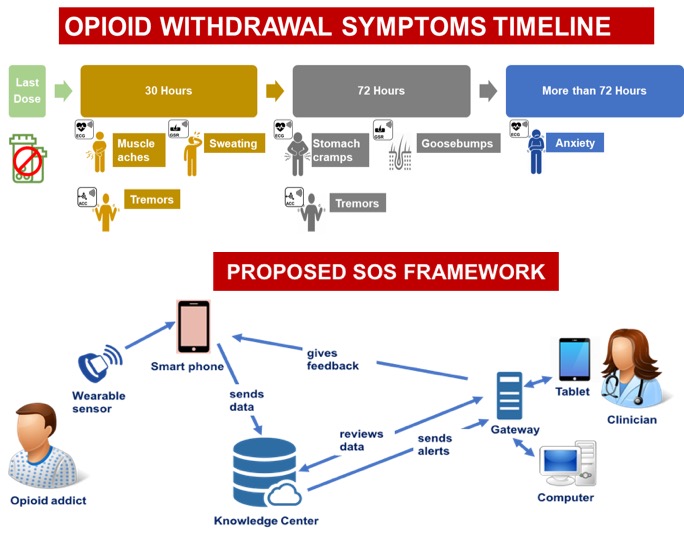 OPIOID WITHDRAWAL SYMPTOMS TIMELINE
Last
Dose
30 Hours
72 Hours
More than 72 Hours
ECG
Muscle
aches
GSR
Sweating
ECG
Stomach
cramps
GSR
Goosebumps
ECG
Anxiety
ACC
Tremors
ACC
Tremors
PROPOSED SOS FRAMEWORK
Smart phone
gives
feedback
Wearable
sensor
sends
data
Tablet
Clinician
Gateway
reviews
data
sends
alerts
Opioid addict
Computer
Knowledge Center